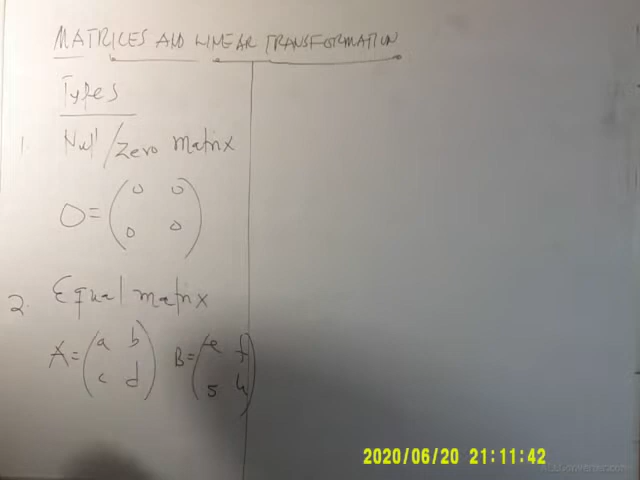 MATRICES AND LINEAR TRANSFORMATION
Types
1. Null/Zero matrix
O = ( 0 0
0 0 )
2. Equal matrix
A = ( a b
c d ) B = ( e f
g h )
2020/06/20 21:11:42